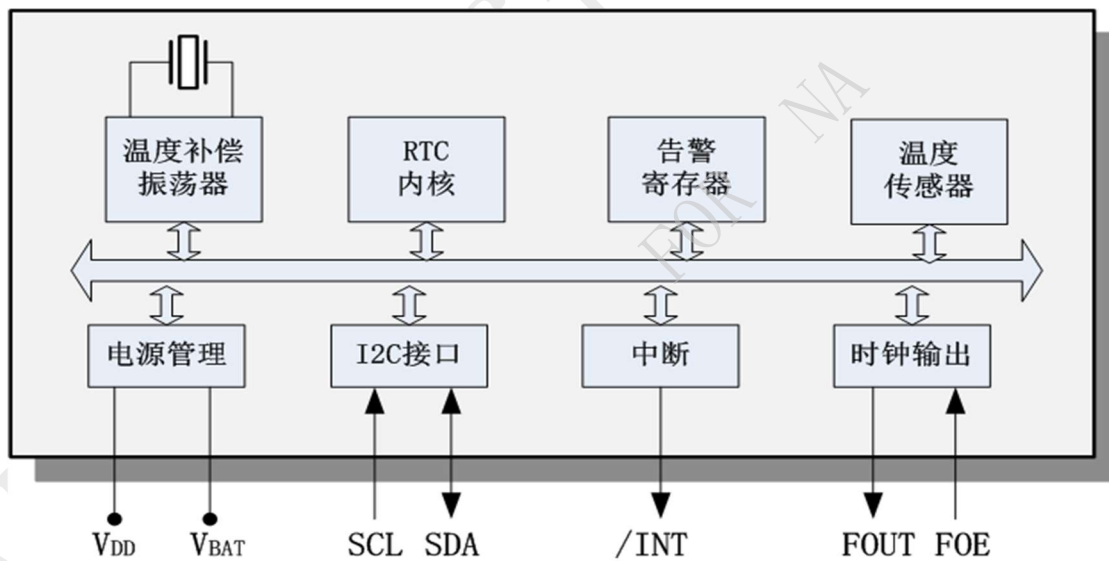 温度补偿
振荡器
RTC
内核
告警
寄存器
温度
传感器
电源管理
I2C接口
中断
时钟输出
VDD VBAT SCL SDA /INT FOUT FOE
FOR NA